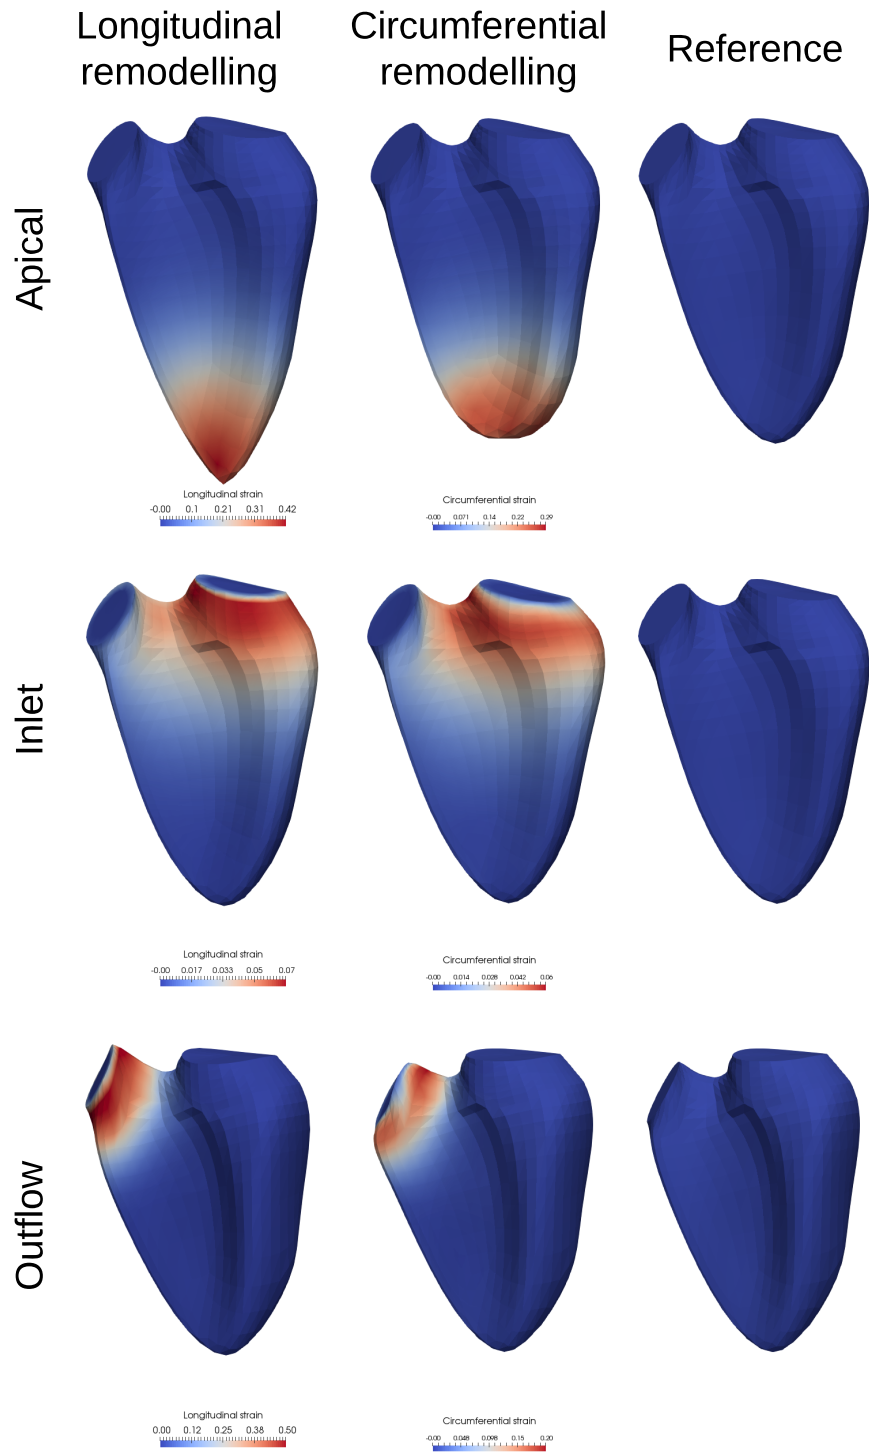 Longitudinal
remodelling
Circumferential
remodelling
Reference
Apical
Longitudinal strain
-0.00 0.1 0.21 0.31 0.42
Circumferential strain
-0.00 0.071 0.14 0.22 0.29
Inlet
Longitudinal strain
-0.00 0.017 0.033 0.05 0.07
Circumferential strain
-0.00 0.014 0.028 0.042 0.06
Outflow
Longitudinal strain
0.00 0.12 0.25 0.38 0.50
Circumferential strain
-0.00 0.048 0.098 0.15 0.20